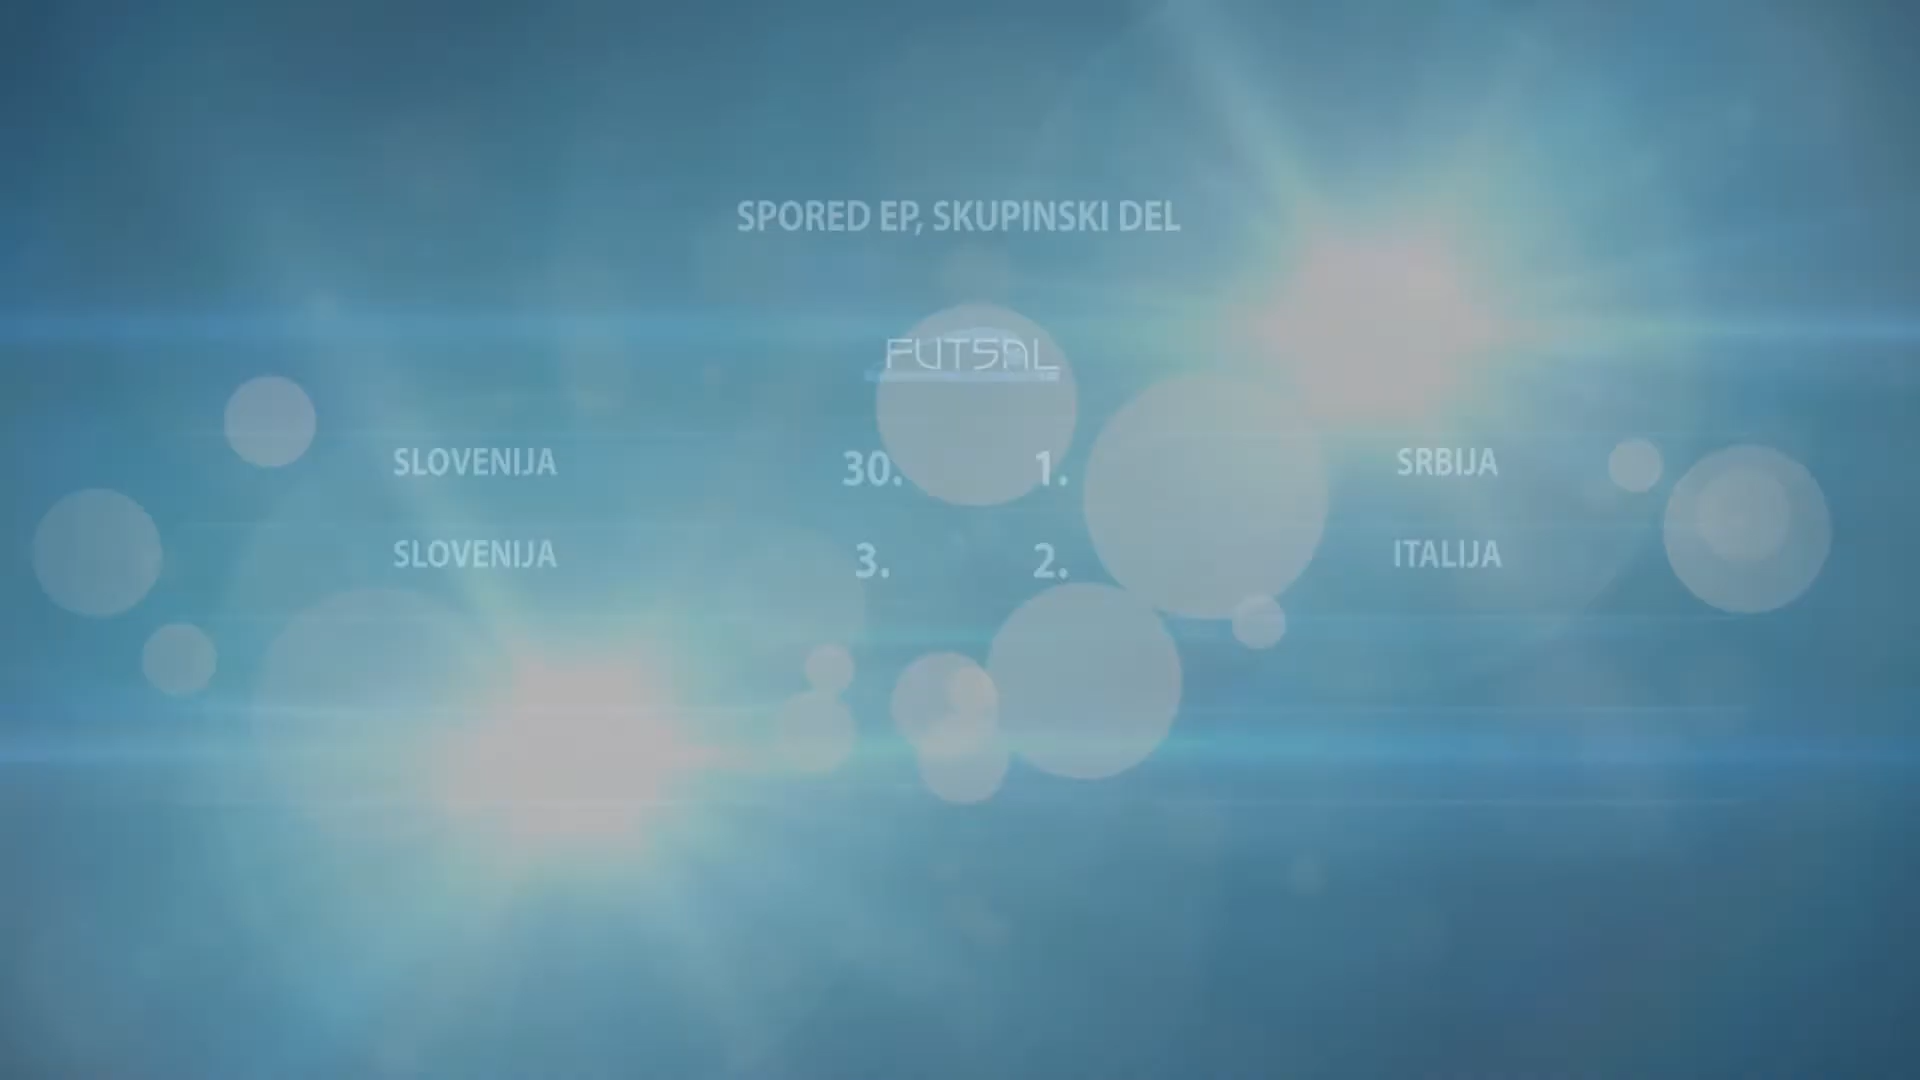 SPORED EP, SKUPINSKI DEL
FUTSAL
SLOVENIJA 30. 1. SRBIJA
SLOVENIJA 3. 2. ITALIJA